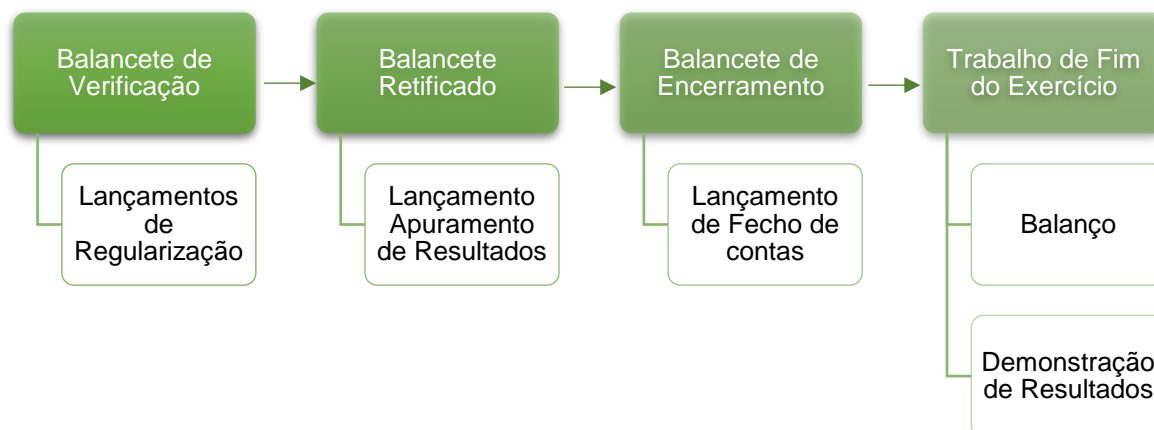 Balancete de
Verificação
Lançamentos
de
Regularização
Balancete
Retificado
Lançamento
Apuramento
de Resultados
Balancete de
Encerramento
Lançamento
de Fecho de
contas
Trabalho de Fim
do Exercício
Balanço
Demonstração
de Resultados